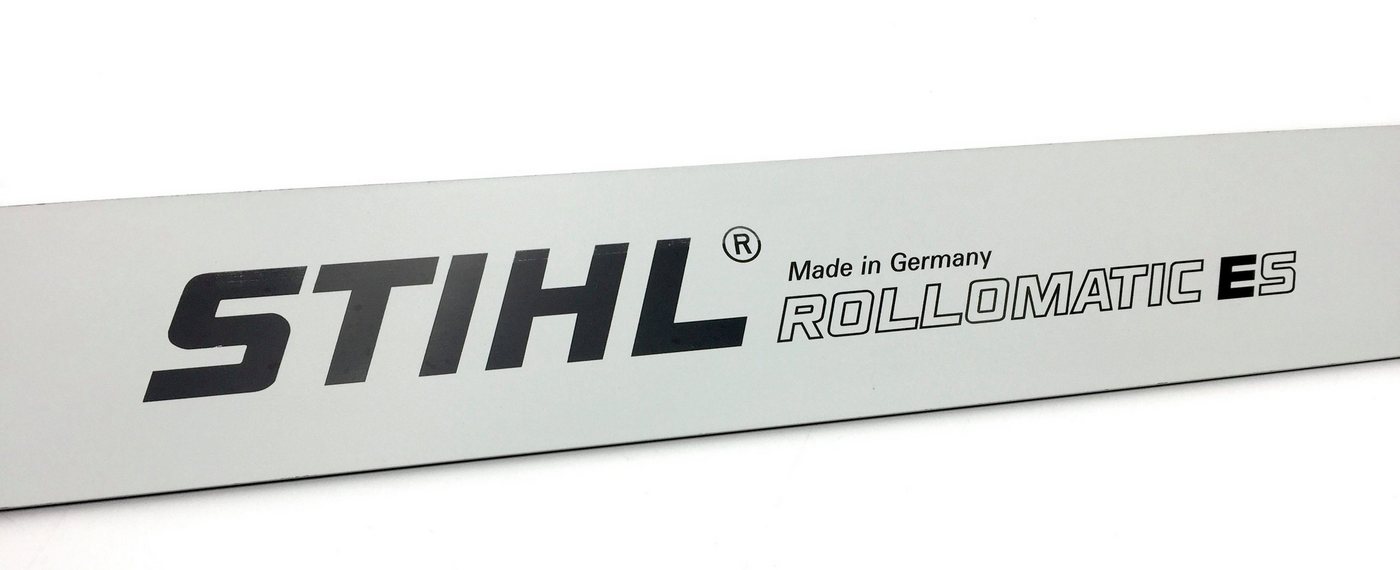 STIHL®
Made in Germany
ROLLOMATIC ES